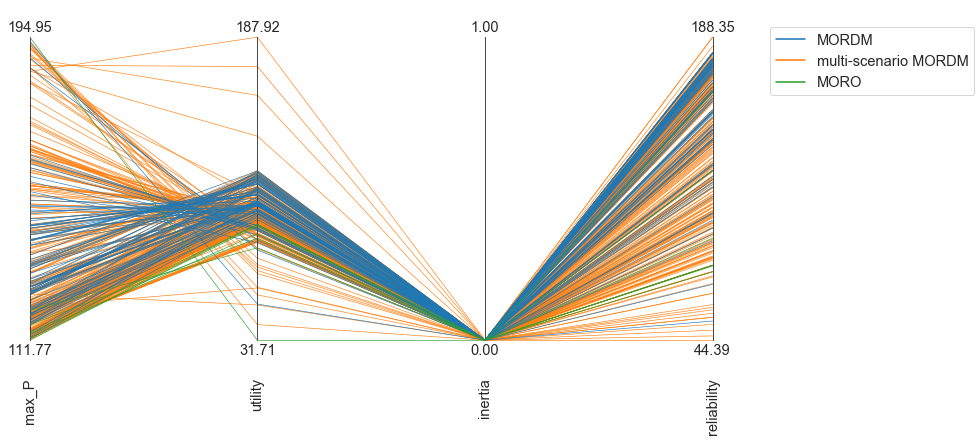 194.95 187.92 1.00 188.35
MORDM
multi-scenario MORDM
MORO
111.77 31.71 0.00 44.39
max_P utility inertia reliability